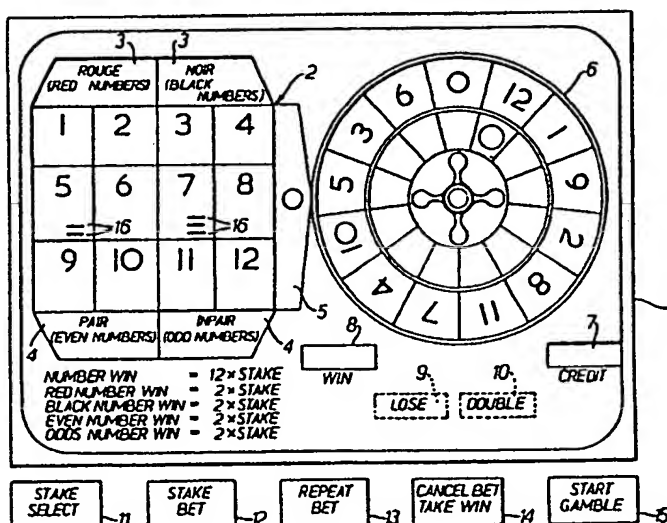 3 3
ROUGE
(RED NUMBERS)
NOIR
(BLACK
NUMBERS)
2
6
1 2 3 4
5 6 7 8
16 16
9 10 11 12
0
5
PAIR
(EVEN NUMBERS)
INPAIR
(ODD NUMBERS)
4 4
0 12 1 9 2 8 11 7 4 10 5 3 6
8
WIN
7
CREDIT
NUMBER WIN = 12 × STAKE
RED NUMBER WIN = 2 × STAKE
BLACK NUMBER WIN = 2 × STAKE
EVEN NUMBER WIN = 2 × STAKE
ODDS NUMBER WIN = 2 × STAKE
9 10
LOSE DOUBLE
STAKE
SELECT
11
STAKE
BET
12
REPEAT
BET
13
CANCEL BET
TAKE WIN
14
START
GAMBLE
15